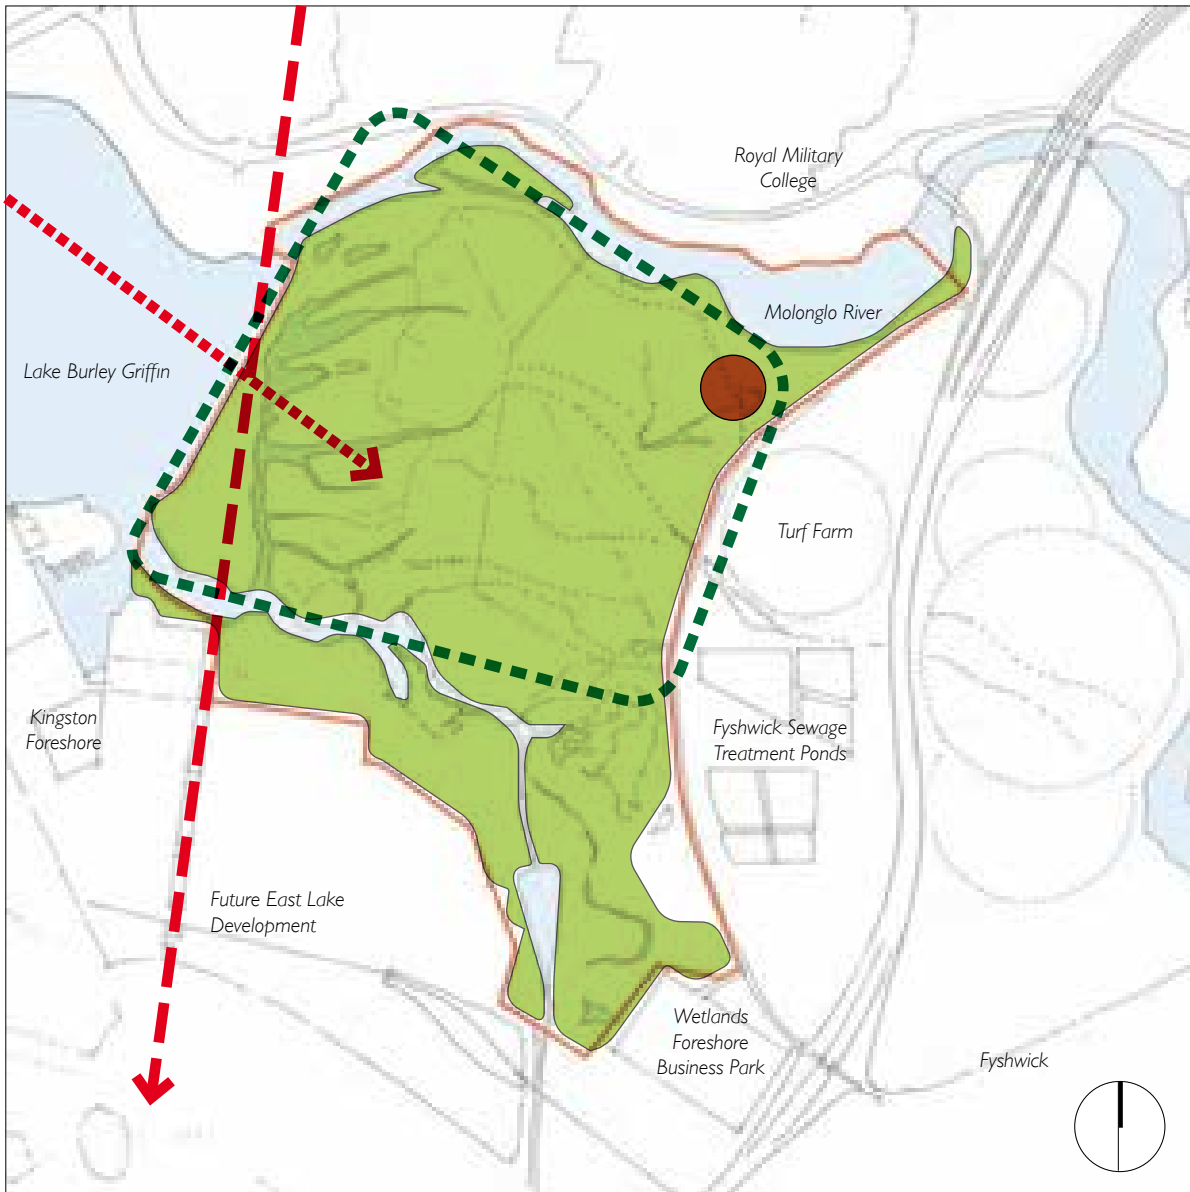 Royal Military
College
Molonglo River
Lake Burley Griffin
Turf Farm
Kingston
Foreshore
Fyshwick Sewage
Treatment Ponds
Future East Lake
Development
Wetlands
Foreshore
Business Park
Fyshwick